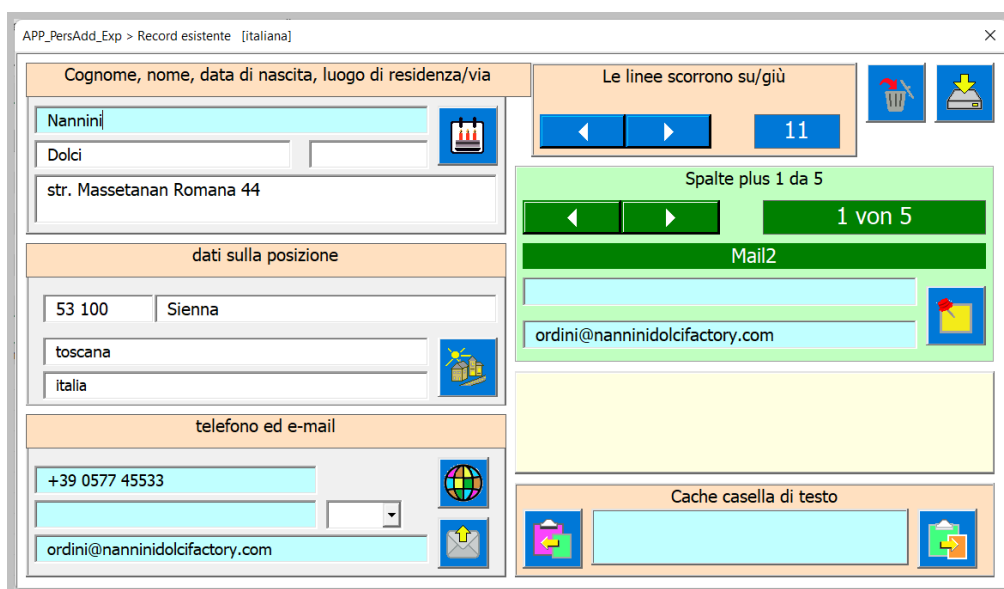 APP_PersAdd_Exp > Record esistente [italiana]
Cognome, nome, data di nascita, luogo di residenza/via
Nannini
Dolci
str. Massetanan Romana 44
dati sulla posizione
53 100 Sienna
toscana
italia
telefono ed e-mail
+39 0577 45533
ordini@nanninidolcifactory.com
Le linee scorrono su/giù
11
Spalte plus 1 da 5
1 von 5
Mail2
ordini@nanninidolcifactory.com
Cache casella di testo